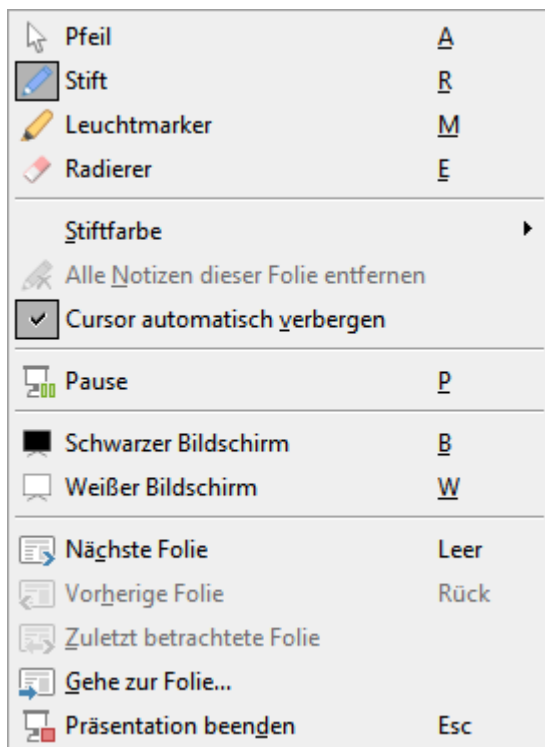 Pfeil A
Stift R
Leuchtmarker M
Radierer E
Stiftfarbe
Alle Notizen dieser Folie entfernen
Cursor automatisch verbergen
Pause P
Schwarzer Bildschirm B
Weißer Bildschirm W
Nächste Folie Leer
Vorherige Folie Rück
Zuletzt betrachtete Folie
Gehe zur Folie...
Präsentation beenden Esc